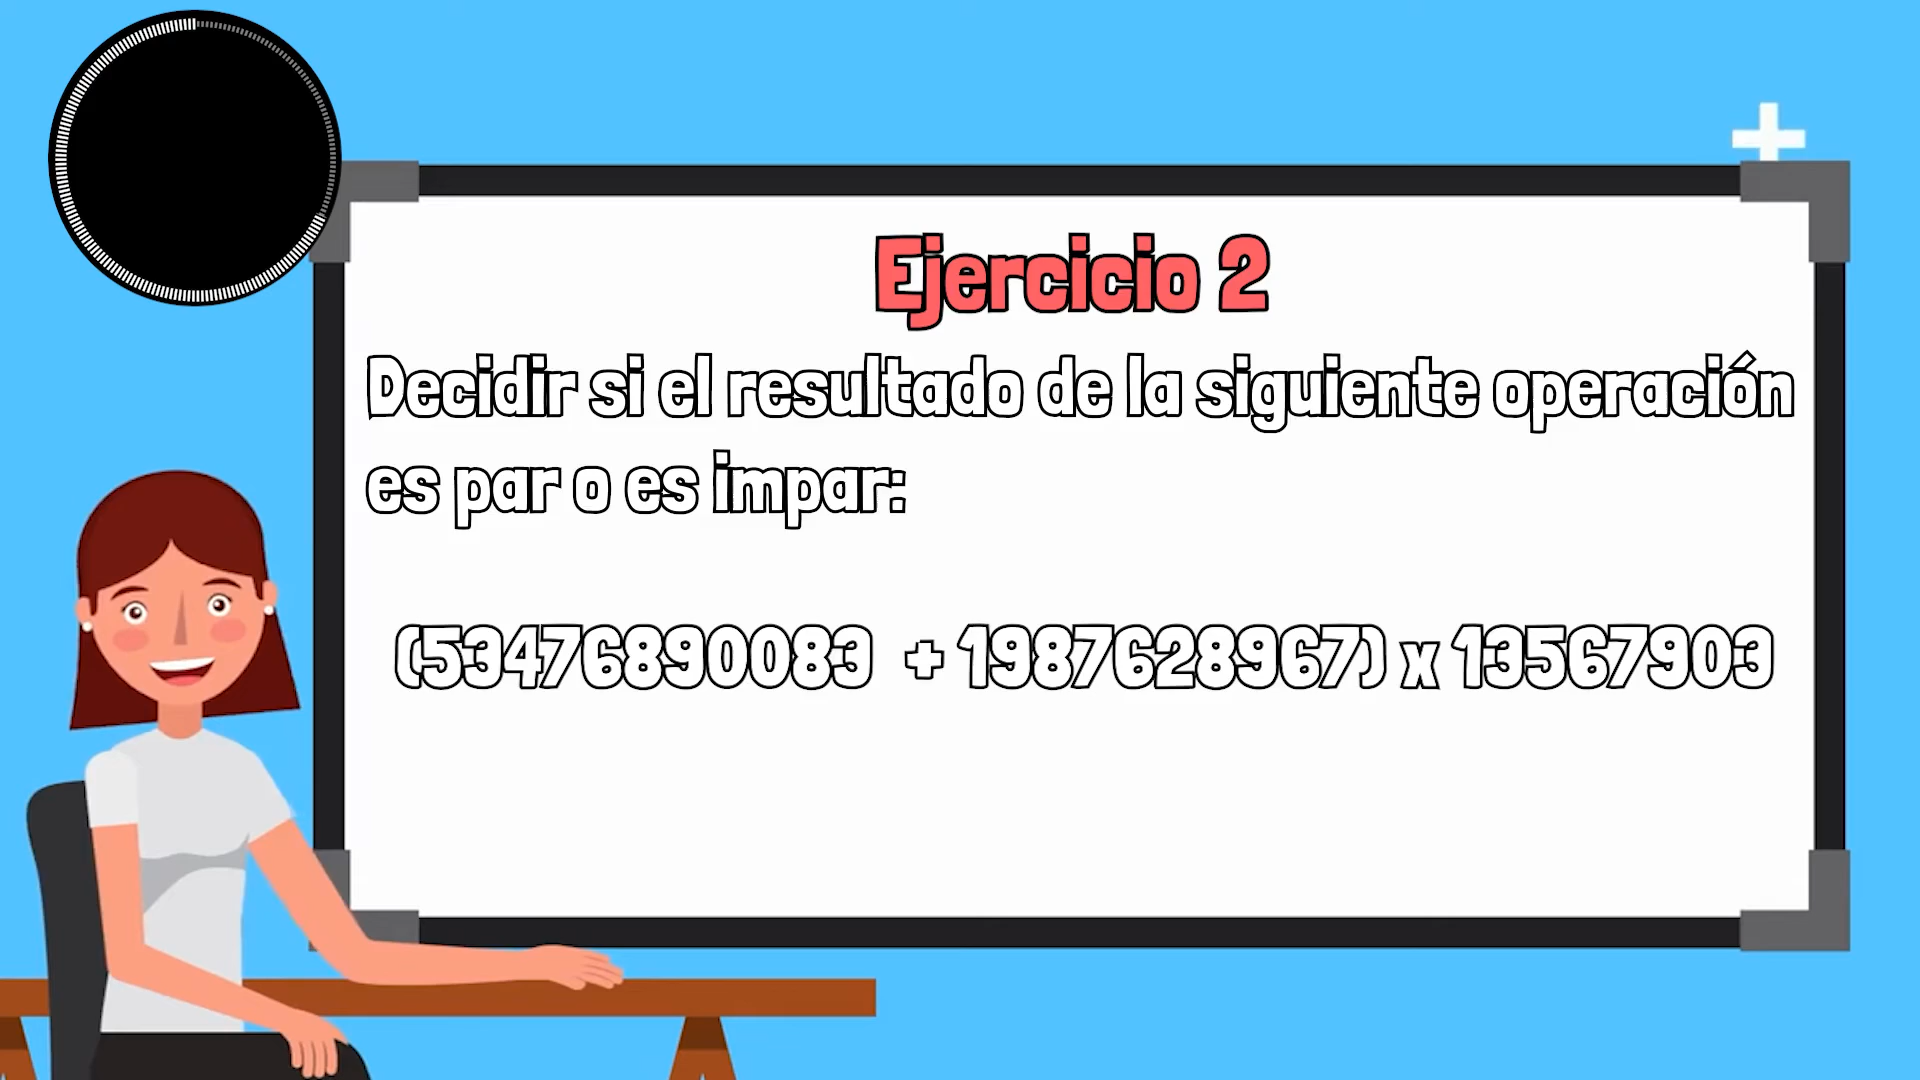 Ejercicio 2
Decidir si el resultado de la siguiente operación
es par o es impar:
(53476890083 + 1987628967) x 13567903